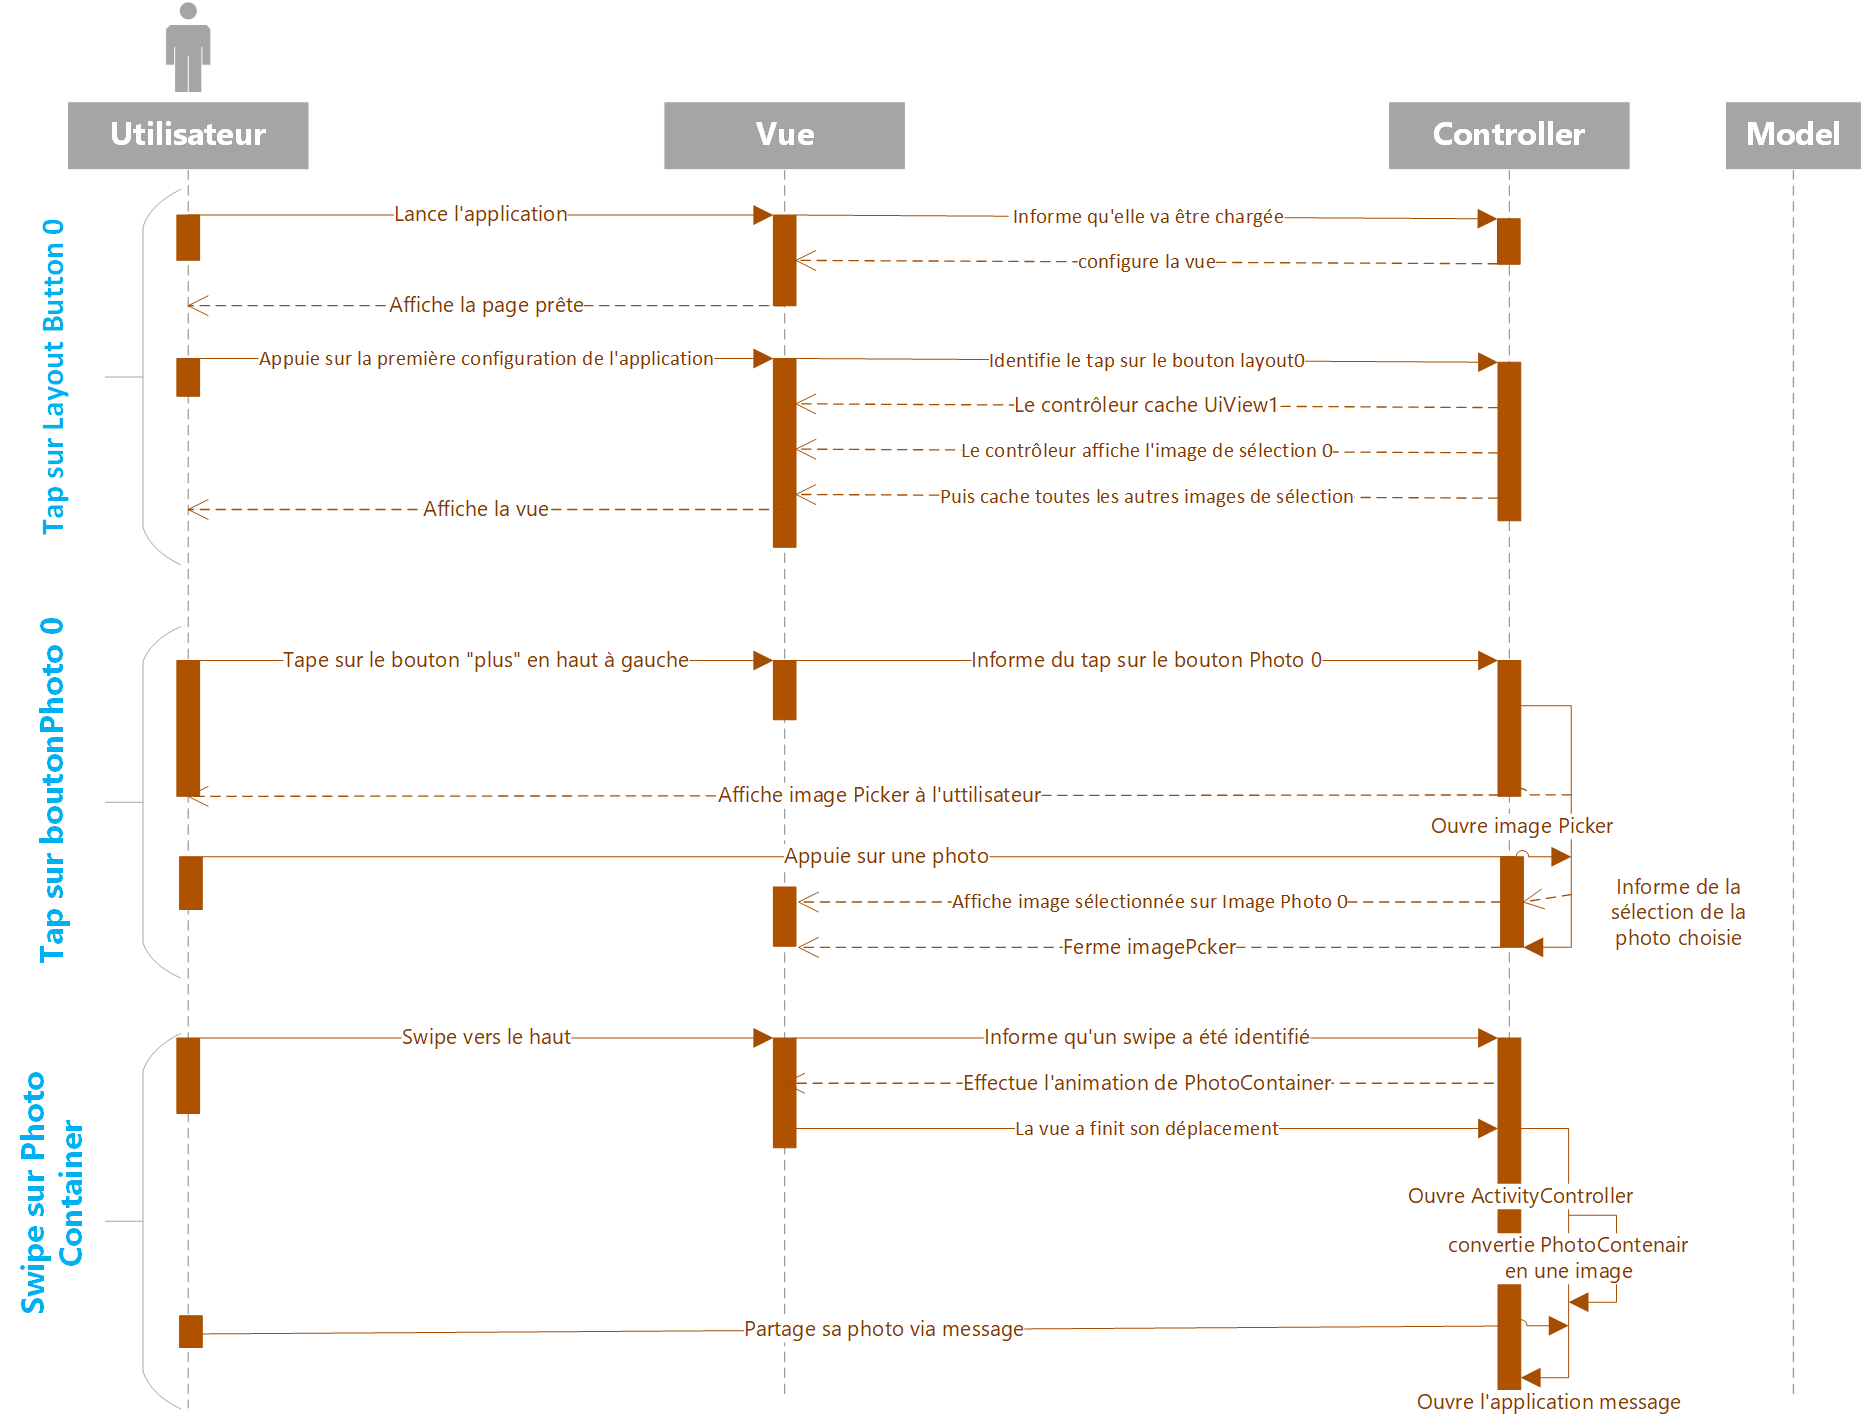 Utilisateur
Vue
Controller
Model
Tap sur Layout Button 0
Lance l'application
Informe qu'elle va être chargée
configure la vue
Affiche la page prête
Appuie sur la première configuration de l'application
Identifie le tap sur le bouton layout0
Le contrôleur cache UiView1
Le contrôleur affiche l'image de sélection 0
Puis cache toutes les autres images de sélection
Affiche la vue
Tap sur boutonPhoto 0
Tape sur le bouton "plus" en haut à gauche
Informe du tap sur le bouton Photo 0
Affiche image Picker à l'uttilisateur
Ouvre image Picker
Appuie sur une photo
Informe de la
sélection de la
photo choisie
Affiche image sélectionnée sur Image Photo 0
Ferme imagePcker
Swipe sur Photo
Container
Swipe vers le haut
Informe qu'un swipe a été identifié
Effectue l'animation de PhotoContainer
La vue a finit son déplacement
Ouvre ActivityController
convertie PhotoContenair
en une image
Partage sa photo via message
Ouvre l'application message